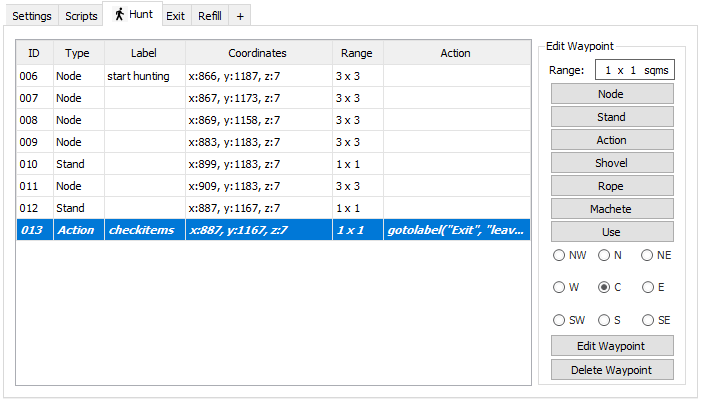 Settings Scripts Hunt Exit Refill +
ID Type Label Coordinates Range Action
006 Node start hunting x:866, y:1187, z:7 3 x 3
007 Node x:867, y:1173, z:7 3 x 3
008 Node x:869, y:1158, z:7 3 x 3
009 Node x:883, y:1183, z:7 3 x 3
010 Stand x:899, y:1183, z:7 1 x 1
011 Node x:909, y:1183, z:7 3 x 3
012 Stand x:887, y:1167, z:7 1 x 1
013 Action checkitems x:887, y:1167, z:7 1 x 1 gotolabel("Exit", "leav...
Edit Waypoint
Range: 1 x 1 sqms
Node
Stand
Action
Shovel
Rope
Machete
Use
NW N NE
W C E
SW S SE
Edit Waypoint
Delete Waypoint